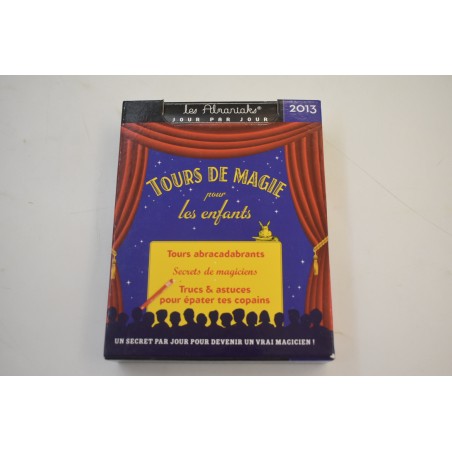 Les Almaniaks®
JOUR PAR JOUR
2013
TOURS DE MAGIE
pour
les enfants
Tours abracadabrants
Secrets de magiciens
Trucs & astuces
pour épater tes copains
UN SECRET PAR JOUR POUR DEVENIR UN VRAI MAGICIEN !